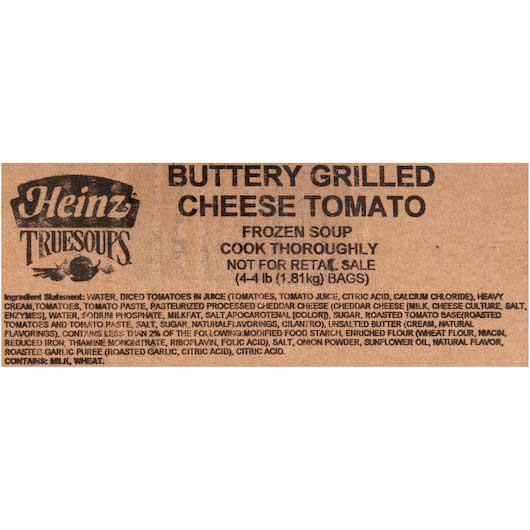 Heinz
TRUESOUPS
BUTTERY GRILLED
CHEESE TOMATO
FROZEN SOUP
COOK THOROUGHLY
NOT FOR RETAIL SALE
(4-4 lb (1.81kg) BAGS)
Ingredient Statement: WATER, DICED TOMATOES IN JUICE (TOMATOES, TOMATO JUICE, CITRIC ACID, CALCIUM CHLORIDE), HEAVY
CREAM,TOMATOES, TOMATO PASTE, PASTEURIZED PROCESSED CHEDDAR CHEESE (CHEDDAR CHEESE [MILK, CHEESE CULTURE, SALT,
ENZYMES], WATER, SODIUM PHOSPHATE, MILKFAT, SALT,APOCAROTENAL [COLOR]), SUGAR, ROASTED TOMATO BASE(ROASTED
TOMATOES AND TOMATO PASTE, SALT, SUGAR, NATURALFLAVORINGS, CILANTRO), UNSALTED BUTTER (CREAM, NATURAL
FLAVORINGS), CONTAINS LESS THAN 2% OF THE FOLLOWING:MODIFIED FOOD STARCH, ENRICHED FLOUR (WHEAT FLOUR, NIACIN,
REDUCED IRON, THIAMINE MONONITRATE, RIBOFLAVIN, FOLIC ACID), SALT, ONION POWDER, SUNFLOWER OIL, NATURAL FLAVOR,
ROASTED GARLIC PUREE (ROASTED GARLIC, CITRIC ACID), CITRIC ACID.
CONTAINS: MILK, WHEAT.